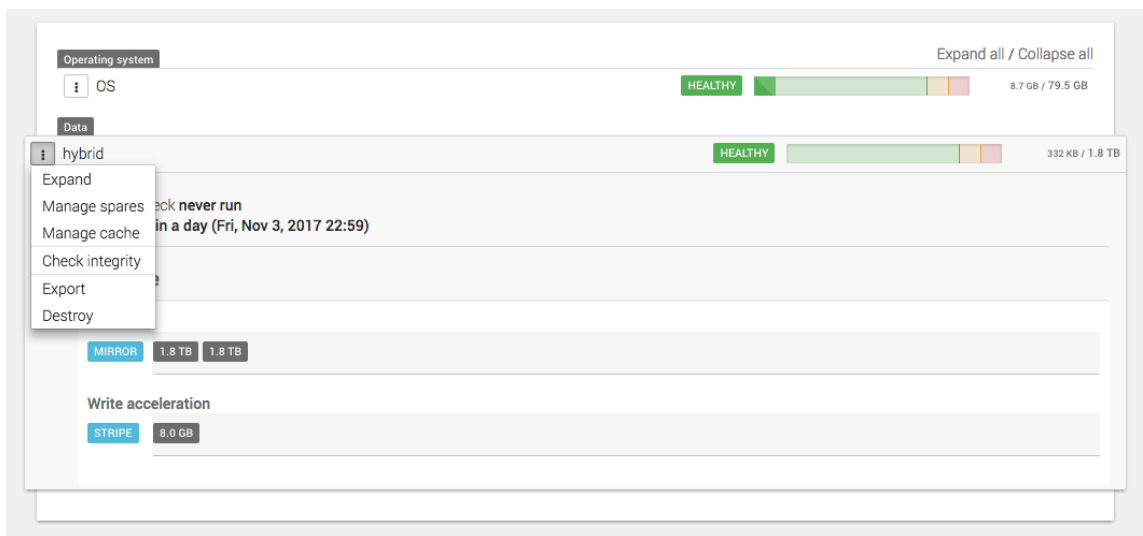 Expand all / Collapse all
Operating system
OS HEALTHY 8.7 GB / 79.5 GB
Data
hybrid HEALTHY 332 KB / 1.8 TB
Expand
Manage spares never run
Manage cache in a day (Fri, Nov 3, 2017 22:59)
Check integrity
Export
Destroy
MIRROR 1.8 TB 1.8 TB
Write acceleration
STRIPE 8.0 GB